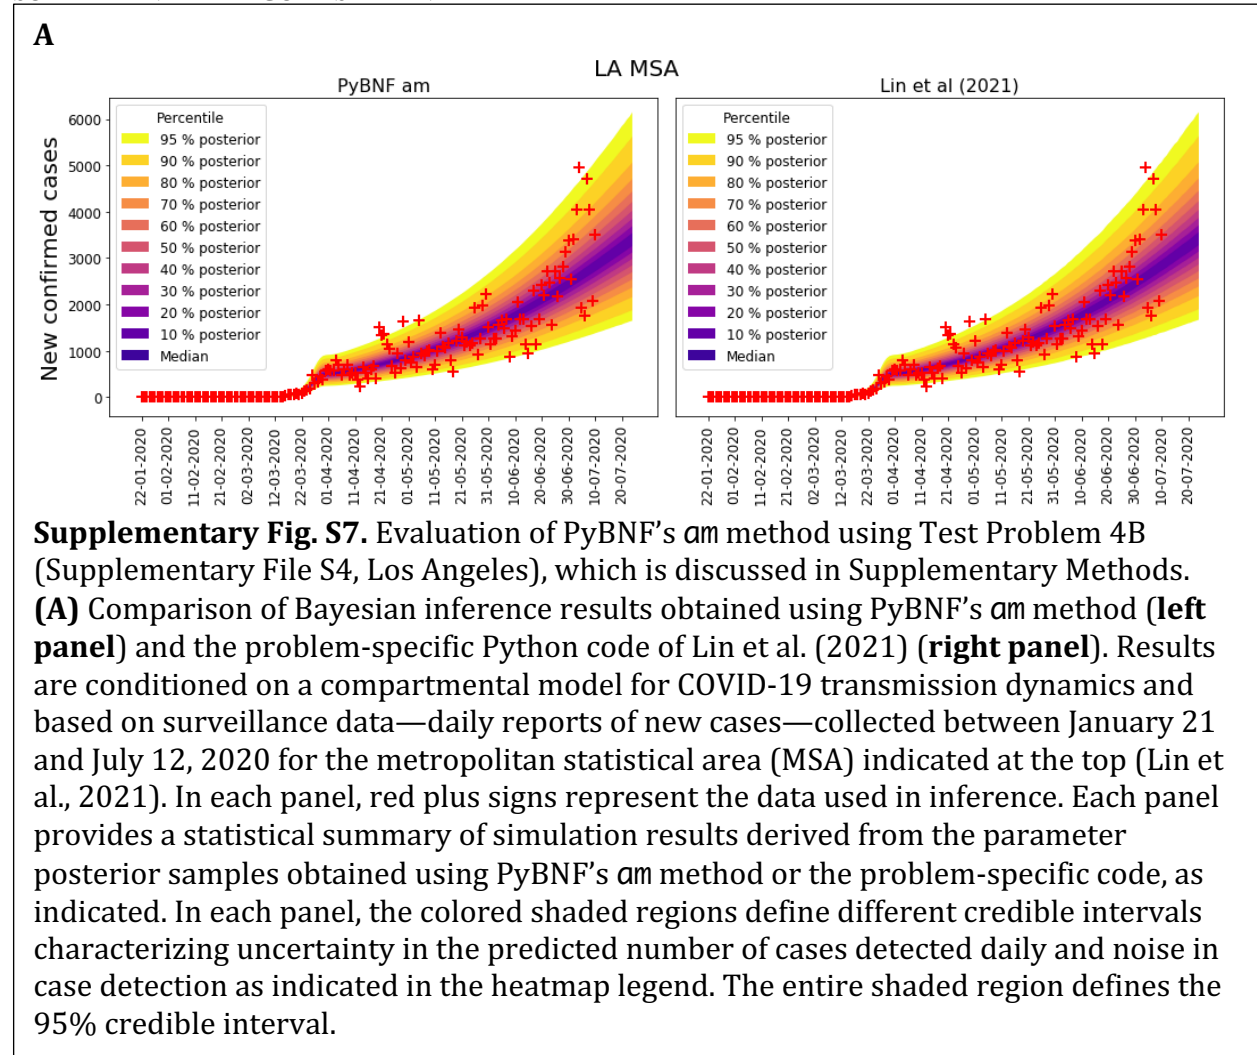 A
LA MSA
PyBNF am
Lin et al (2021)
New confirmed cases
6000
5000
4000
3000
2000
1000
0
Percentile
95 % posterior
90 % posterior
80 % posterior
70 % posterior
60 % posterior
50 % posterior
40 % posterior
30 % posterior
20 % posterior
10 % posterior
Median
Percentile
95 % posterior
90 % posterior
80 % posterior
70 % posterior
60 % posterior
50 % posterior
40 % posterior
30 % posterior
20 % posterior
10 % posterior
Median
22-01-2020
01-02-2020
11-02-2020
21-02-2020
02-03-2020
12-03-2020
22-03-2020
01-04-2020
11-04-2020
21-04-2020
01-05-2020
11-05-2020
21-05-2020
31-05-2020
10-06-2020
20-06-2020
30-06-2020
10-07-2020
20-07-2020
22-01-2020
01-02-2020
11-02-2020
21-02-2020
02-03-2020
12-03-2020
22-03-2020
01-04-2020
11-04-2020
21-04-2020
01-05-2020
11-05-2020
21-05-2020
31-05-2020
10-06-2020
20-06-2020
30-06-2020
10-07-2020
20-07-2020
Supplementary Fig. S7. Evaluation of PyBNF’s am method using Test Problem 4B
(Supplementary File S4, Los Angeles), which is discussed in Supplementary Methods.
(A) Comparison of Bayesian inference results obtained using PyBNF’s am method (left
panel) and the problem-specific Python code of Lin et al. (2021) (right panel). Results
are conditioned on a compartmental model for COVID-19 transmission dynamics and
based on surveillance data—daily reports of new cases—collected between January 21
and July 12, 2020 for the metropolitan statistical area (MSA) indicated at the top (Lin et
al., 2021). In each panel, red plus signs represent the data used in inference. Each panel
provides a statistical summary of simulation results derived from the parameter
posterior samples obtained using PyBNF’s am method or the problem-specific code, as
indicated. In each panel, the colored shaded regions define different credible intervals
characterizing uncertainty in the predicted number of cases detected daily and noise in
case detection as indicated in the heatmap legend. The entire shaded region defines the
95% credible interval.